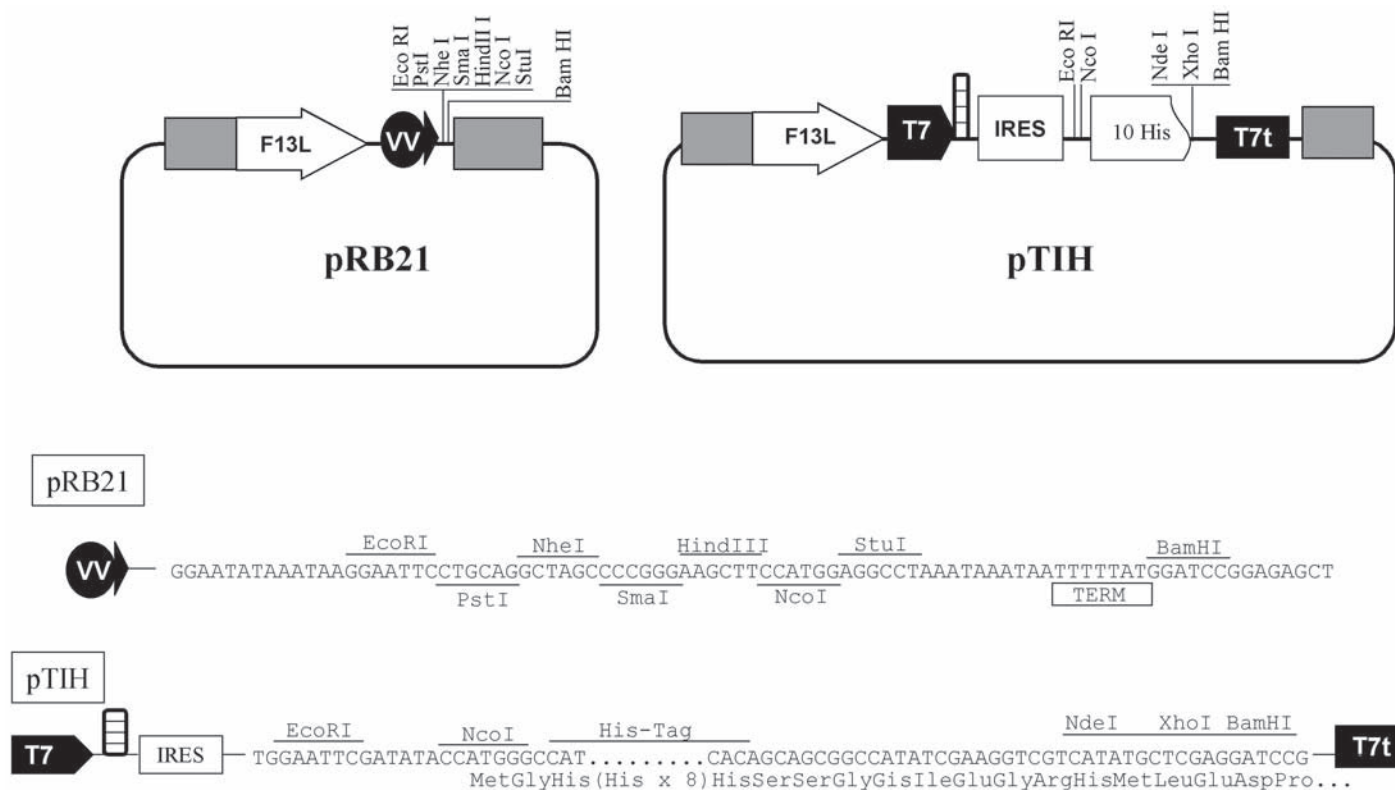 Eco RI
PstI
Nhe I
Sma I
HindIII I
Nco I
StuI
Bam HI
Eco RI
Nco I
Nde I
Xho I
Bam HI
F13L
VV
F13L
T7
IRES
10 His
T7t
pRB21
pTIH
pRB21
EcoRI
NheI
HindIII
StuI
BamHI
VV
GGAATATAAATAAGGAATTCCTGCAGGCTAGCCCCGGGAAGCTTCCATGGAGGCCTAAATAAATAATTTTTATGGATCCGGAGAGCT
PstI
SmaI
NcoI
TERM
pTIH
EcoRI
NcoI
His-Tag
NdeI
XhoI
BamHI
T7
IRES
TGGAATTCGATATACCATGGGCCAT.........CACAGCAGCGGCCATATCGAAGGTCGTCATATGCTCGAGGATCCG
T7t
MetGlyHis(His x 8)HisSerSerGlyGisIleGluGlyArgHisMetLeuGluAspPro...